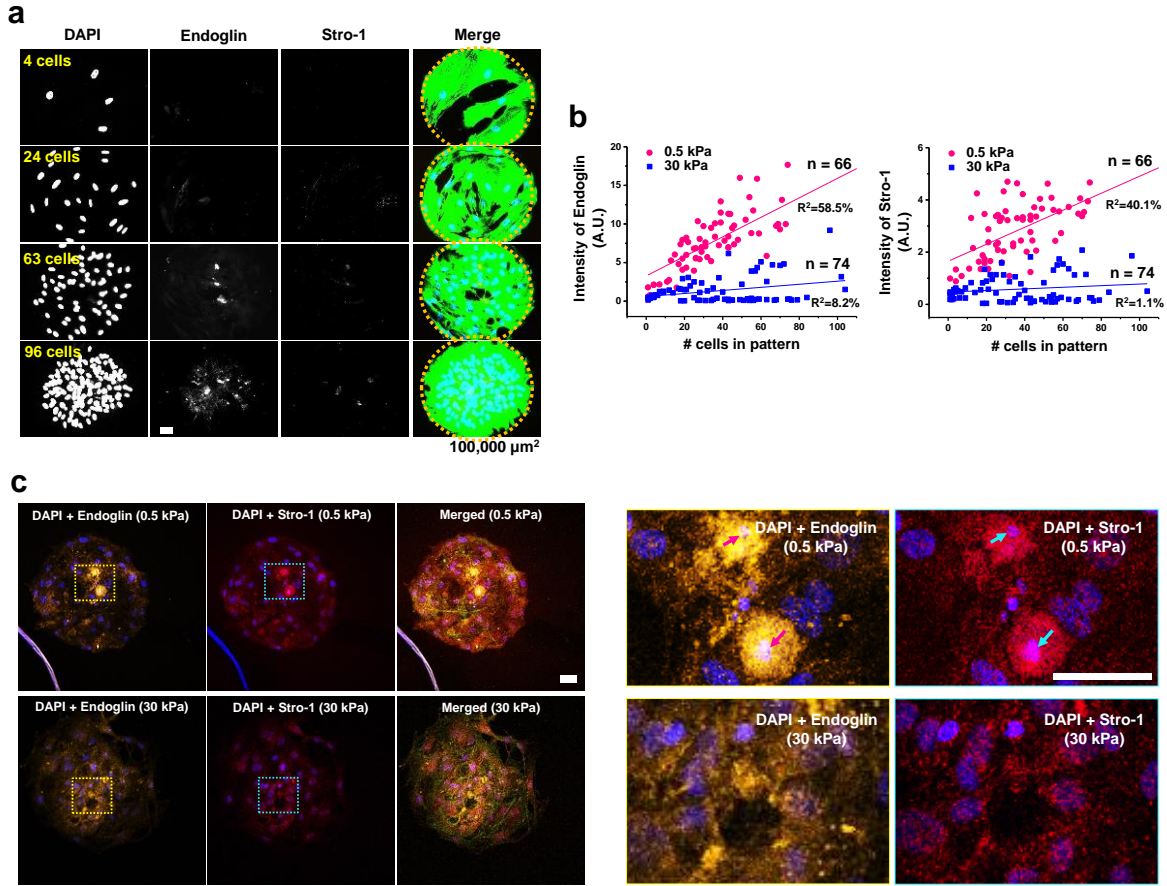 a
DAPI
Endoglin
Stro-1
Merge
4 cells
24 cells
63 cells
96 cells
100,000 µm²
b
Intensity of Endoglin
(A.U.)
20
15
10
5
0
0.5 kPa
30 kPa
n = 66
R²=58.5%
n = 74
R²=8.2%
0
20
40
60
80
100
# cells in pattern
Intensity of Stro-1
(A.U.)
6
4
2
0
0.5 kPa
30 kPa
n = 66
R²=40.1%
n = 74
R²=1.1%
0
20
40
60
80
100
# cells in pattern
c
DAPI + Endoglin (0.5 kPa)
DAPI + Stro-1 (0.5 kPa)
Merged (0.5 kPa)
DAPI + Endoglin (30 kPa)
DAPI + Stro-1 (30 kPa)
Merged (30 kPa)
DAPI + Endoglin
(0.5 kPa)
DAPI + Stro-1
(0.5 kPa)
DAPI + Endoglin
(30 kPa)
DAPI + Stro-1
(30 kPa)